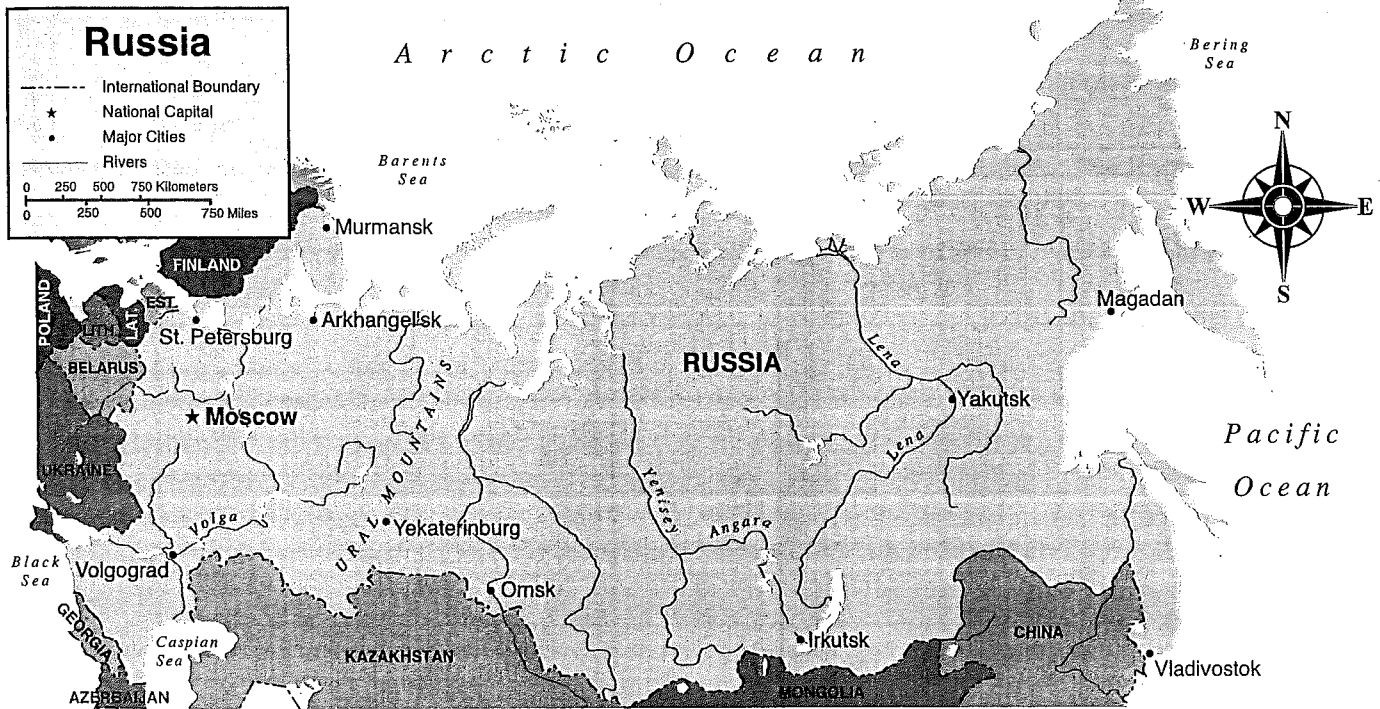 Russia
International Boundary
National Capital
Major Cities
Rivers
0 250 500 750 Kilometers
0 250 500 750 Miles
Arctic Ocean
Bering
Sea
Barents
Sea
N
W E
S
Murmansk
FINLAND
POLAND
LITH.
LAT.
EST.
St. Petersburg
Arkhangel'sk
Magadan
BELARUS
RUSSIA
Lena
Yakutsk
Moscow
URAL MOUNTAINS
Lena
Pacific
Ocean
UKRAINE
Yenisey
Angara
Volga
Yekaterinburg
Black
Sea
Volgograd
Omsk
GEORGIA
Caspian
Sea
KAZAKHSTAN
Irkutsk
CHINA
Vladivostok
AZERBAIJAN
MONGOLIA